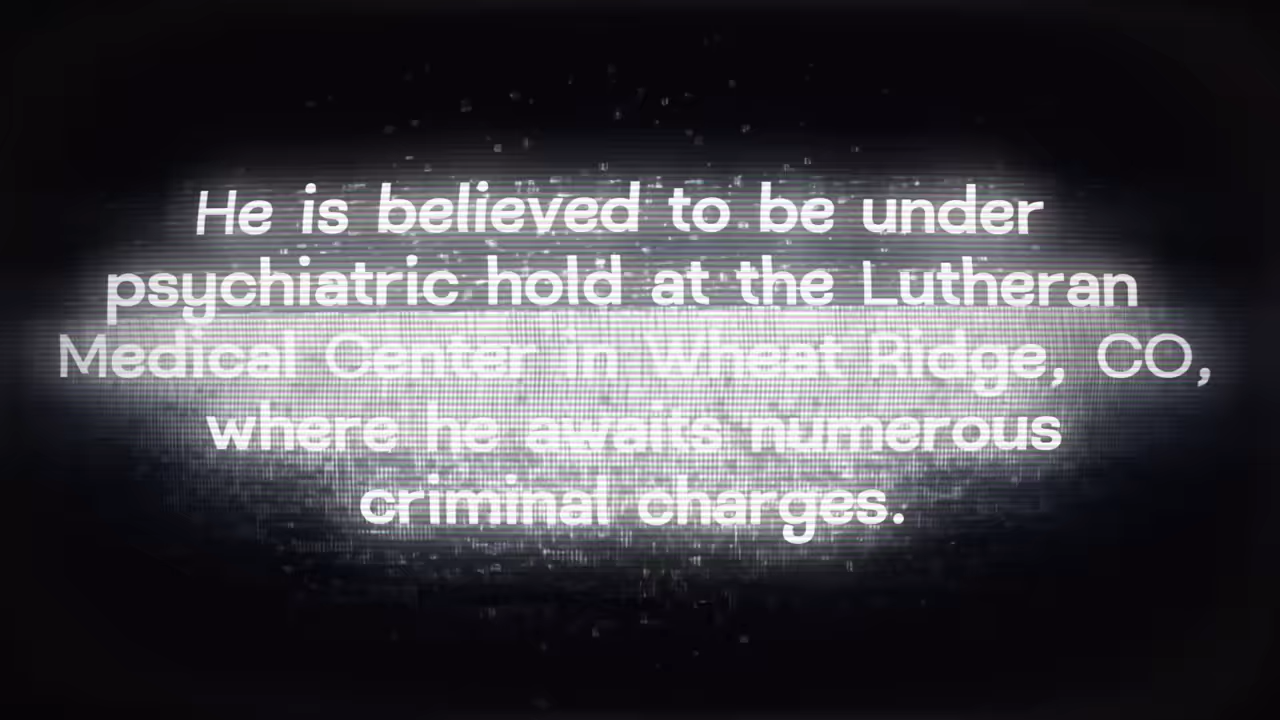 He is believed to be under
psychiatric hold at the Lutheran
Medical Center in Wheat Ridge, CO,
where he awaits numerous
criminal charges.